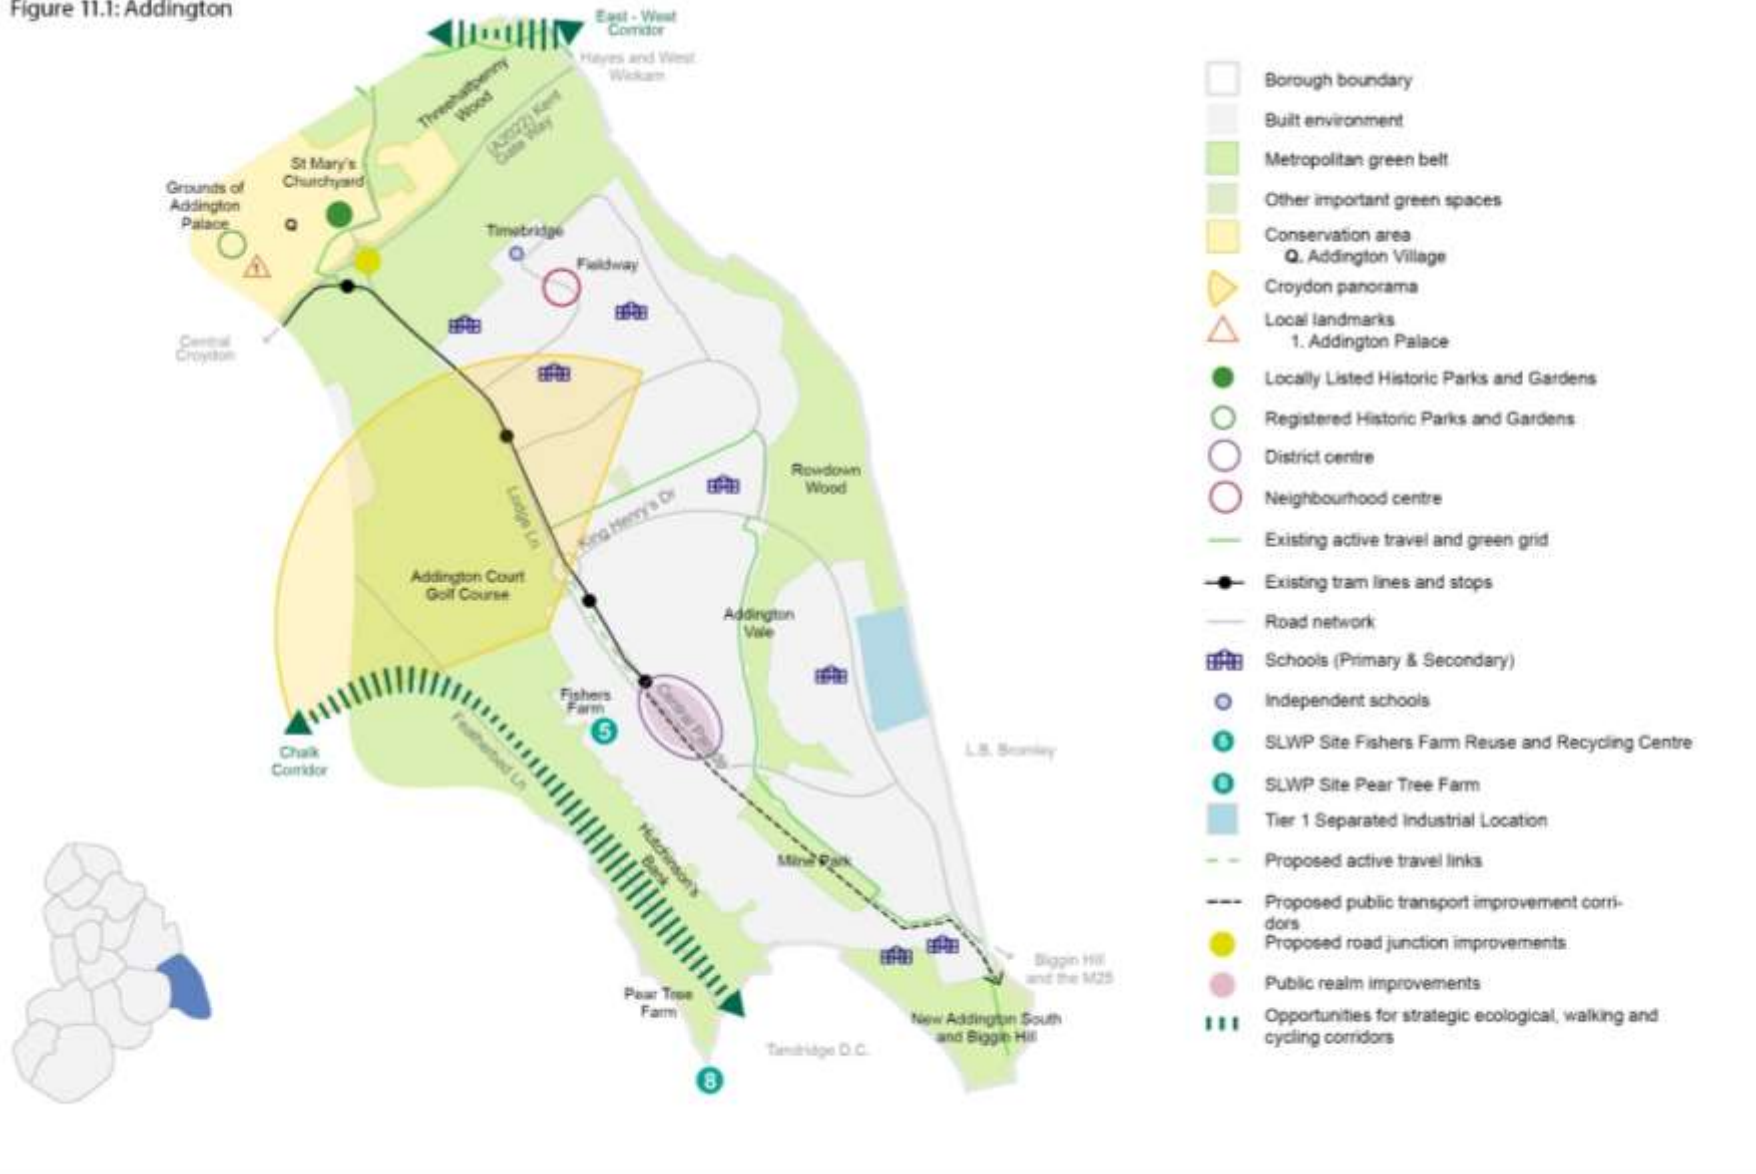 Figure 11.1: Addington
East - West
Corridor
Hayes and West
Wickam
Threehalfpenny
Wood
(A2022) Kent
Gate Way
St Mary's
Churchyard
Grounds of
Addington
Palace
Q
1
Timebridge
Fieldway
Central
Croydon
Rowdown
Wood
Lodge Ln
King Henry's Dr
Addington Court
Golf Course
Addington
Vale
Fishers
Farm
5
Central Parade
Featherbed Ln
Chalk
Corridor
L.B. Bromley
Hutchinson's
Bank
Milne Park
Pear Tree
Farm
8
Biggin Hill
and the M25
New Addington South
and Biggin Hill
Tandridge D.C.
Borough boundary
Built environment
Metropolitan green belt
Other important green spaces
Conservation area
Q. Addington Village
Croydon panorama
Local landmarks
1. Addington Palace
Locally Listed Historic Parks and Gardens
Registered Historic Parks and Gardens
District centre
Neighbourhood centre
Existing active travel and green grid
Existing tram lines and stops
Road network
Schools (Primary & Secondary)
Independent schools
5 SLWP Site Fishers Farm Reuse and Recycling Centre
8 SLWP Site Pear Tree Farm
Tier 1 Separated Industrial Location
Proposed active travel links
Proposed public transport improvement corri-
dors
Proposed road junction improvements
Public realm improvements
Opportunities for strategic ecological, walking and
cycling corridors